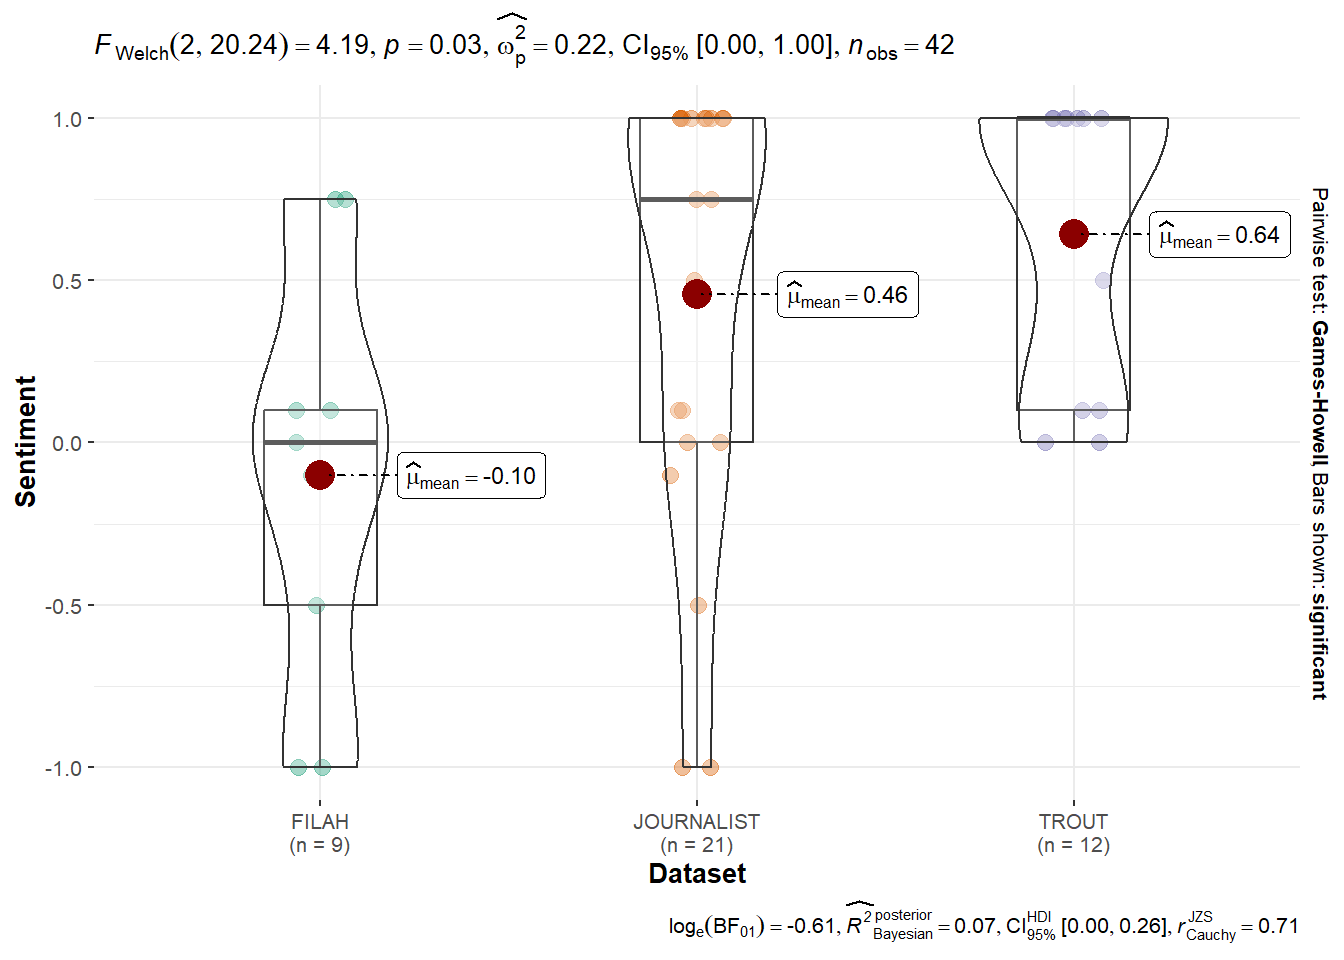 F Welch(2, 20.24) = 4.19, p = 0.03, ω̂²p = 0.22, CI95% [0.00, 1.00], nobs = 42
Sentiment
1.0
0.5
0.0
-0.5
-1.0
μ̂mean = -0.10
μ̂mean = 0.46
μ̂mean = 0.64
Pairwise test: Games-Howell, Bars shown: significant
FILAH
(n = 9)
JOURNALIST
(n = 21)
TROUT
(n = 12)
Dataset
loge(BF01) = -0.61, R̂² posterior Bayesian = 0.07, CI HDI 95% [0.00, 0.26], r JZS Cauchy = 0.71